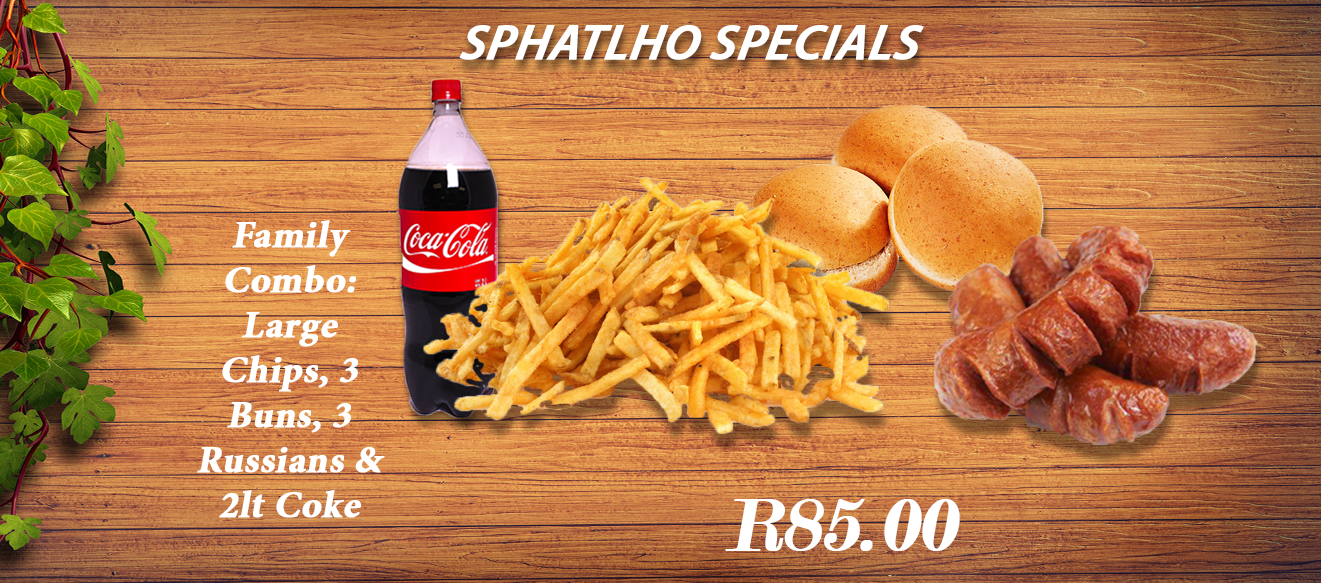 SPHATLHO SPECIALS
Coca-Cola
Family
Combo:
Large
Chips, 3
Buns, 3
Russians &
2lt Coke
R85.00